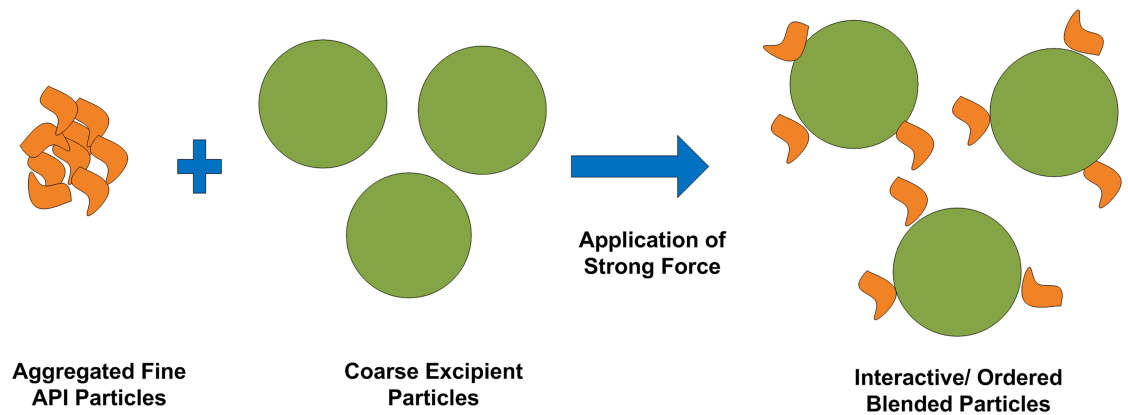 Aggregated Fine
API Particles
Coarse Excipient
Particles
Application of
Strong Force
Interactive/ Ordered
Blended Particles